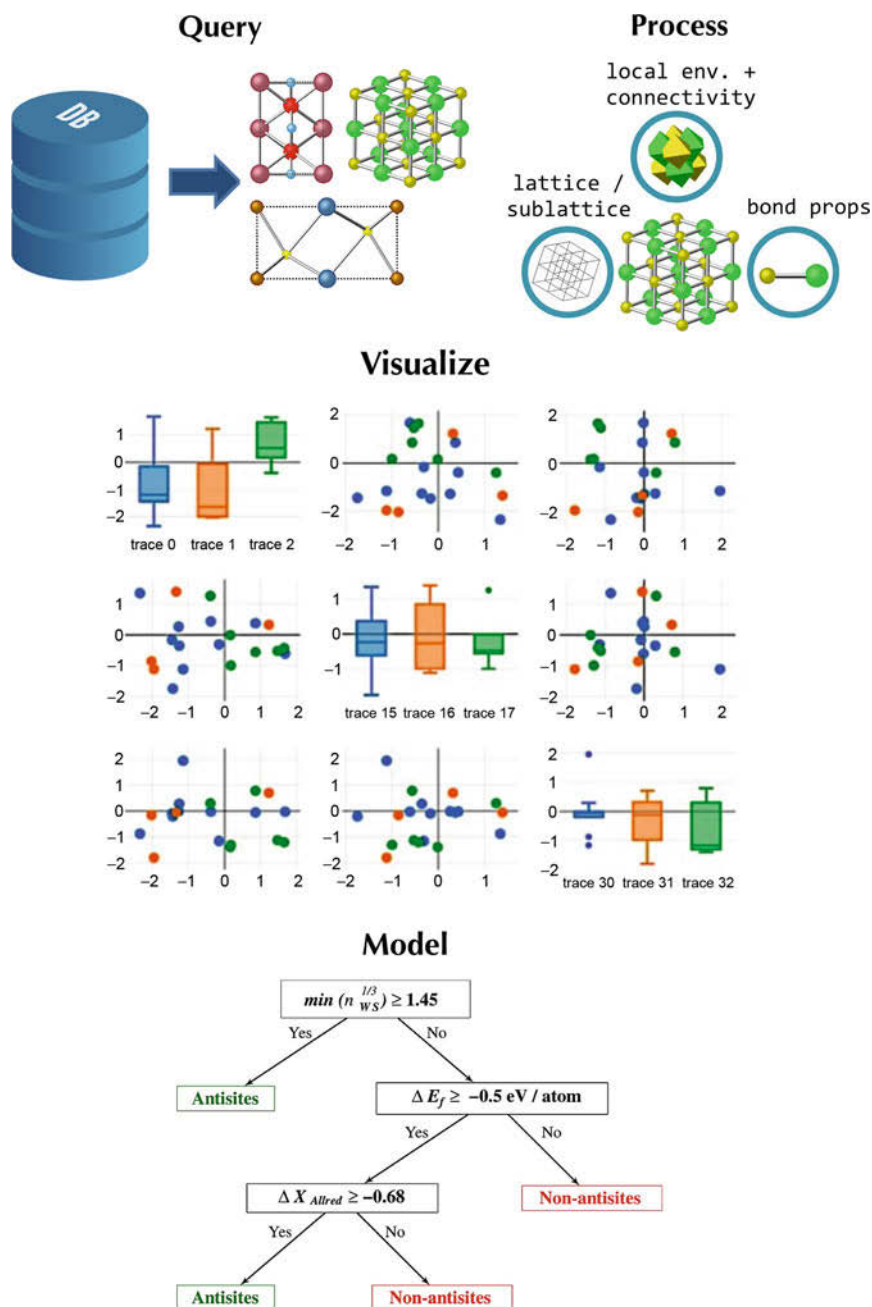 Query
Process
DB
local env. +
connectivity
lattice /
sublattice
bond props
Visualize
1
0
−1
−2
trace 0 trace 1 trace 2
2
0
−2
−2 −1 0 1
2
0
−2
−2 −1 0 1 2
1
0
−1
−2
−2 −1 0 1 2
1
0
−1
trace 15 trace 16 trace 17
1
0
−1
−2
−2 −1 0 1 2
2
1
0
−1
−2
−2 −1 0 1 2
2
1
0
−1
−2
−2 −1 0 1
2
1
0
−1
−2
trace 30 trace 31 trace 32
Model
min (n WS^1/3) ≥ 1.45
Yes No
Antisites
Δ E_f ≥ −0.5 eV / atom
Yes No
Δ X Allred ≥ −0.68
Non-antisites
Yes No
Antisites Non-antisites